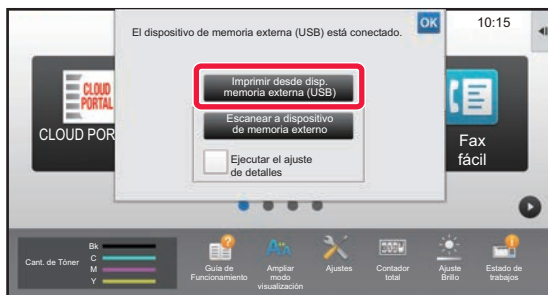 El dispositivo de memoria externa (USB) está conectado.
OK
10:15
Imprimir desde disp.
memoria externa (USB)
Escanear a dispositivo
de memoria externo
Ejecutar el ajuste
de detalles
CLOUD
PORTAL
CLOUD POR
Fax
fácil
Cant. de Tóner
Bk
C
M
Y
Guía de
Funcionamiento
Ampliar
modo
visualización
Ajustes
Contador
total
Ajuste
Brillo
Estado de
trabajos